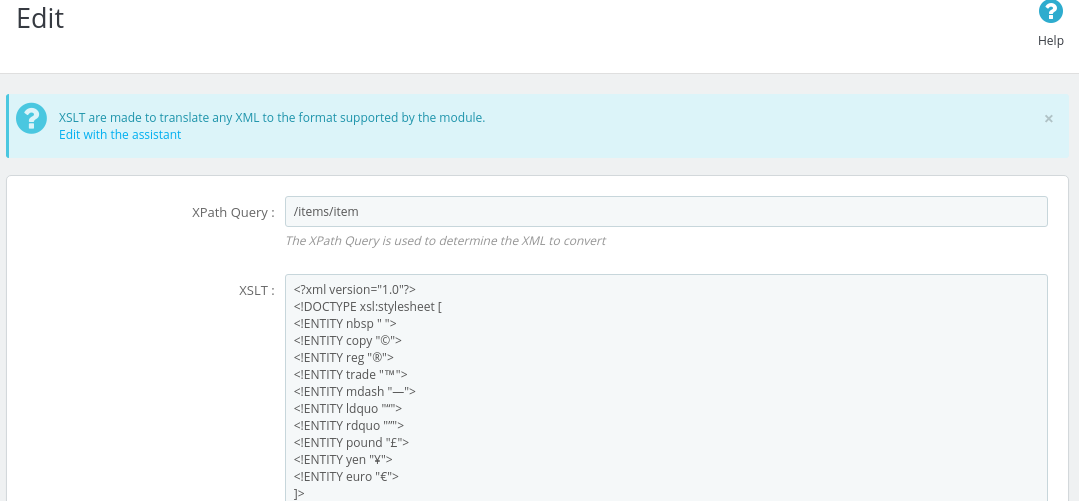 Edit
Help
XSLT are made to translate any XML to the format supported by the module.
Edit with the assistant
×
XPath Query :
/items/item
The XPath Query is used to determine the XML to convert
XSLT :
<?xml version="1.0"?>
<!DOCTYPE xsl:stylesheet [
<!ENTITY nbsp " ">
<!ENTITY copy "©">
<!ENTITY reg "®">
<!ENTITY trade "™">
<!ENTITY mdash "—">
<!ENTITY ldquo "“">
<!ENTITY rdquo "”">
<!ENTITY pound "£">
<!ENTITY yen "¥">
<!ENTITY euro "€">
]>